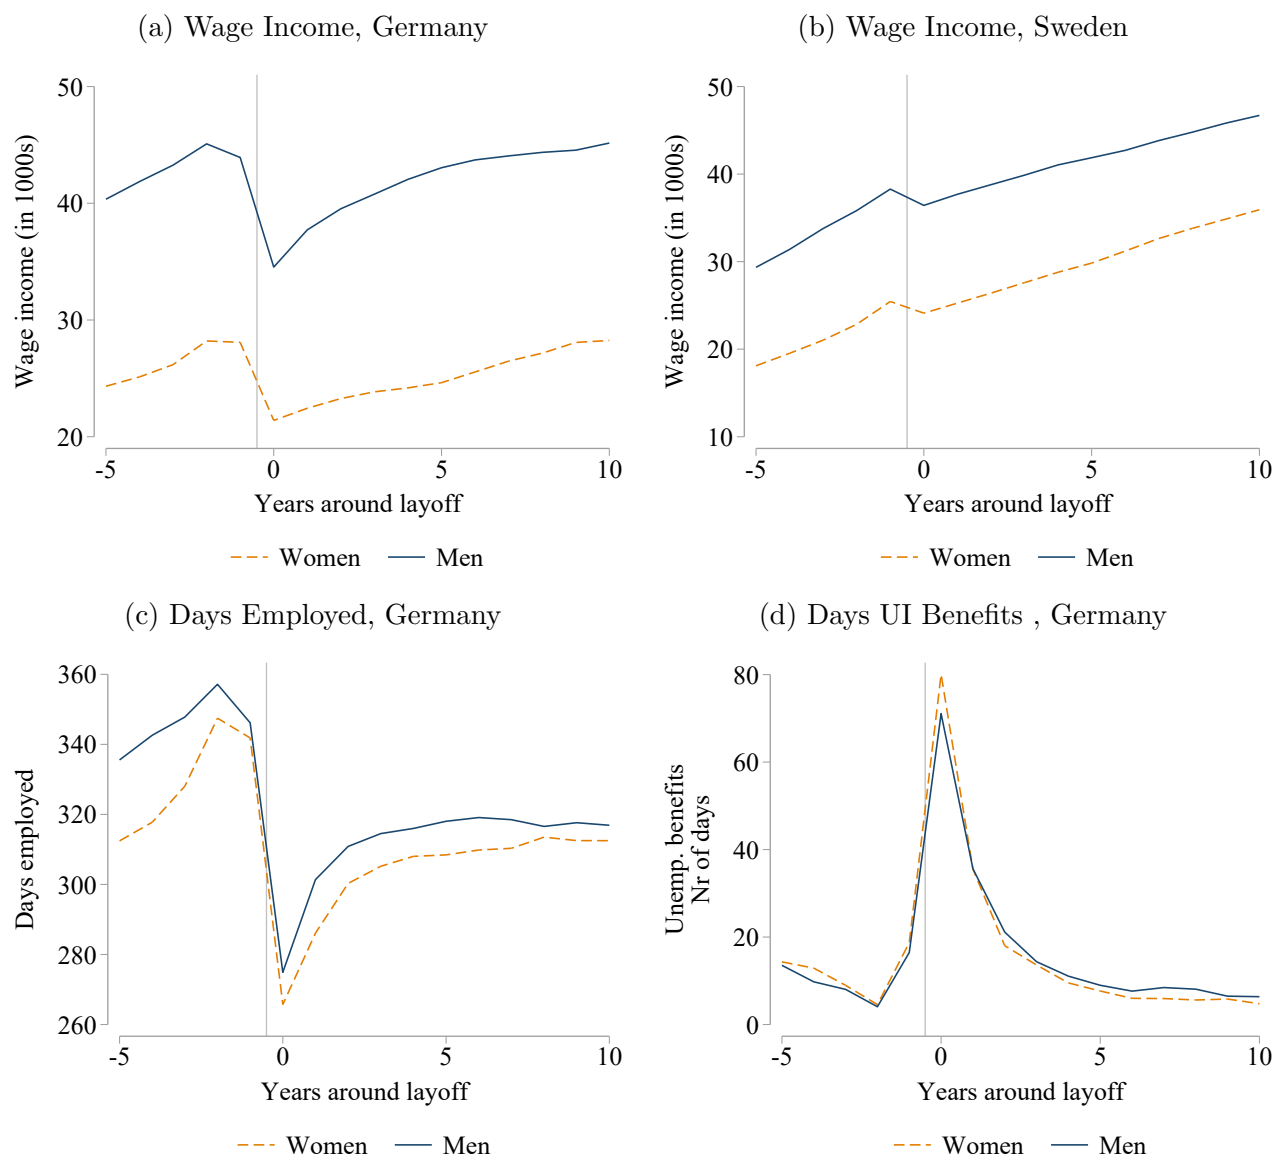 (a) Wage Income, Germany
Wage income (in 1000s)
50
40
30
20
-5 0 5 10
Years around layoff
Women Men
(b) Wage Income, Sweden
Wage income (in 1000s)
50
40
30
20
10
-5 0 5 10
Years around layoff
Women Men
(c) Days Employed, Germany
Days employed
360
340
320
300
280
260
-5 0 5 10
Years around layoff
Women Men
(d) Days UI Benefits , Germany
Unemp. benefits
Nr of days
80
60
40
20
0
-5 0 5 10
Years around layoff
Women Men